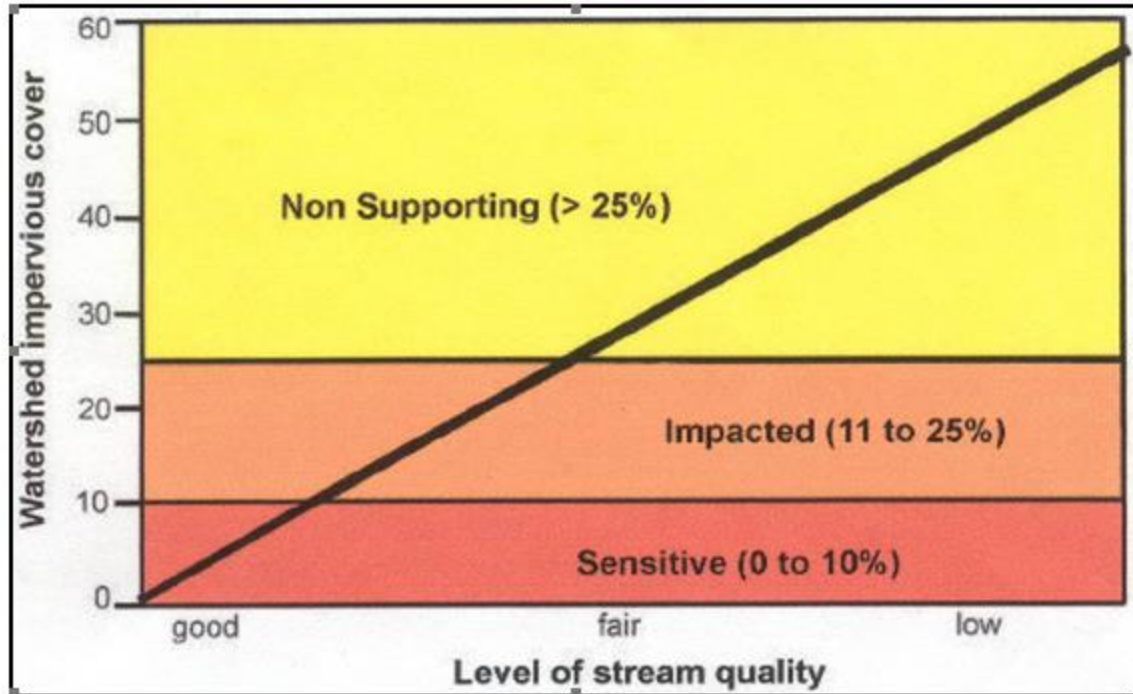 Watershed impervious cover
60
50
40
30
20
10
0
Non Supporting (> 25%)
Impacted (11 to 25%)
Sensitive (0 to 10%)
good fair low
Level of stream quality